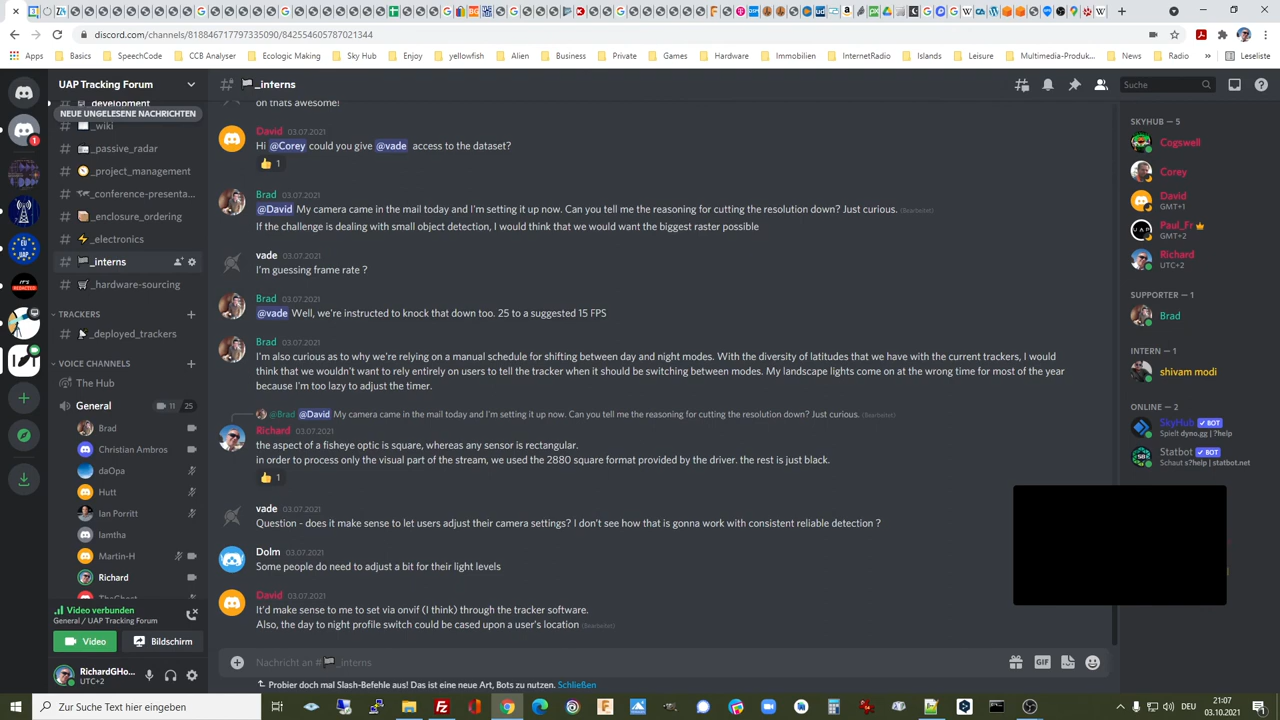 discord.com/channels/818846717797335090/842554605787021344
Apps
Basics
SpeechCode
CCB Analyser
Ecologic Making
Sky Hub
Enjoy
yellowfish
Alien
Business
Private
Games
Hardware
Immobilien
InternetRadio
Islands
Leisure
Multimedia-Produk...
News
Radio
»
Leseliste
UAP Tracking Forum
_interns
Suche
_development
NEUE UNGELESENE NACHRICHTEN
_wiki
_passive_radar
_project_management
_conference-presenta...
_enclosure_ordering
_electronics
_interns
_hardware-sourcing
TRACKERS
_deployed_trackers
VOICE CHANNELS
The Hub
General
11
25
Brad
Christian Ambros
daOpa
Hutt
Ian Porritt
Iamtha
Martin-H
Richard
TheGhost
Video verbunden
General / UAP Tracking Forum
Video
Bildschirm
RichardGHo...
UTC+2
oh thats awesome!
David 03.07.2021
Hi @Corey could you give @vade access to the dataset?
1
Brad 03.07.2021
@David My camera came in the mail today and I'm setting it up now. Can you tell me the reasoning for cutting the resolution down? Just curious. (Bearbeitet)
If the challenge is dealing with small object detection, I would think that we would want the biggest raster possible
vade 03.07.2021
I'm guessing frame rate ?
Brad 03.07.2021
@vade Well, we're instructed to knock that down too. 25 to a suggested 15 FPS
Brad 03.07.2021
I'm also curious as to why we're relying on a manual schedule for shifting between day and night modes. With the diversity of latitudes that we have with the current trackers, I would
think that we wouldn't want to rely entirely on users to tell the tracker when it should be switching between modes. My landscape lights come on at the wrong time for most of the year
because I'm too lazy to adjust the timer.
@Brad @David My camera came in the mail today and I'm setting it up now. Can you tell me the reasoning for cutting the resolution down? Just curious. (Bearbeitet)
Richard 03.07.2021
the aspect of a fisheye optic is square, whereas any sensor is rectangular.
in order to process only the visual part of the stream, we used the 2880 square format provided by the driver. the rest is just black.
1
vade 03.07.2021
Question - does it make sense to let users adjust their camera settings? I don't see how that is gonna work with consistent reliable detection ?
Dolm 03.07.2021
Some people do need to adjust a bit for their light levels
David 03.07.2021
It'd make sense to me to set via onvif (I think) through the tracker software.
Also, the day to night profile switch could be cased upon a user's location (Bearbeitet)
Nachricht an #_interns
GIF
Probier doch mal Slash-Befehle aus! Das ist eine neue Art, Bots zu nutzen. Schließen
SKYHUB — 5
Cogswell
Corey
David
GMT+1
Paul_Fr
GMT+2
Richard
UTC+2
SUPPORTER — 1
Brad
INTERN — 1
shivam modi
ONLINE — 2
SkyHub BOT
Spielt dyno.gg | ?help
Statbot BOT
Schaut s?help | statbot.net
Zur Suche Text hier eingeben
DEU
21:07
03.10.2021